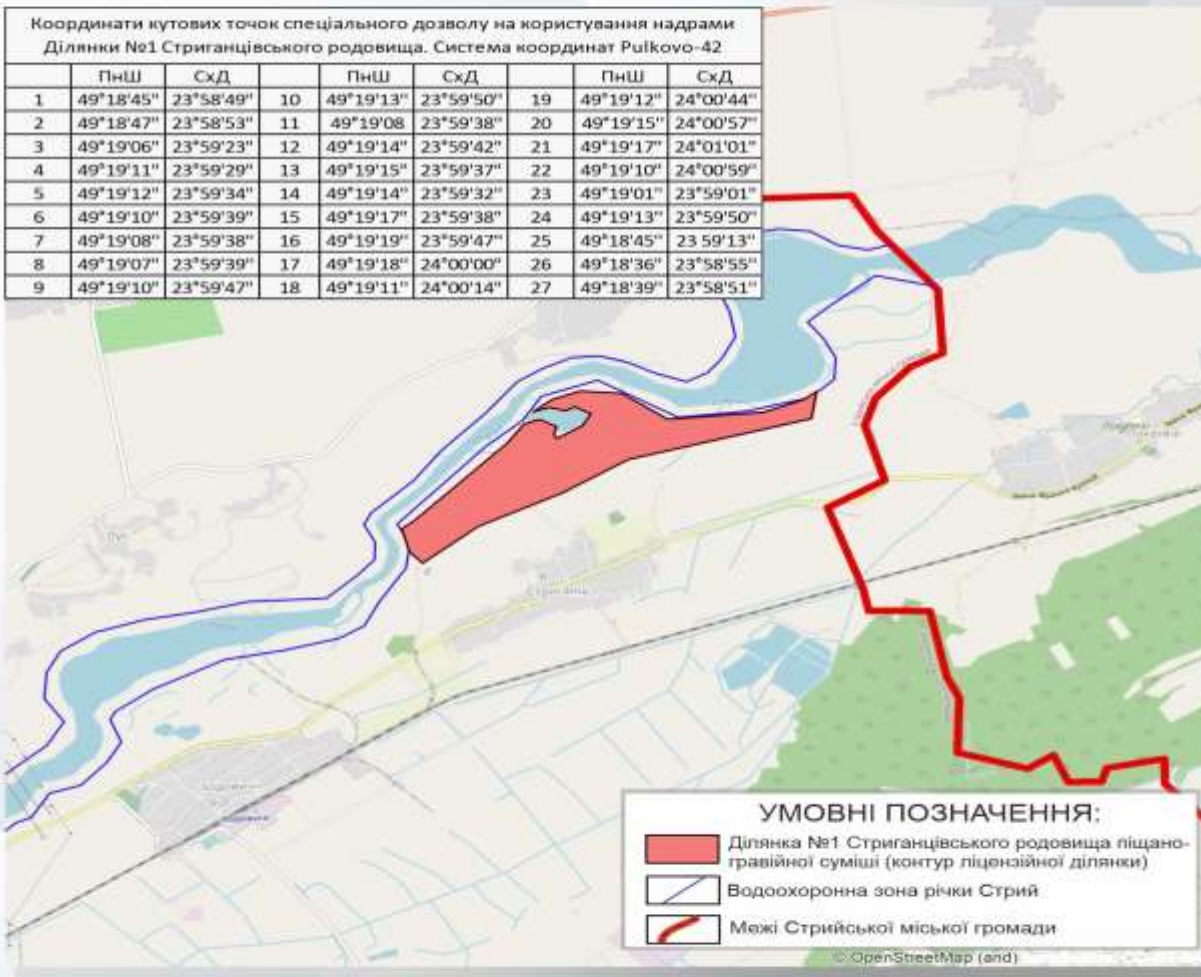 Координати кутових точок спеціального дозволу на користування надрами
Ділянки №1 Стриганцівського родовища. Система координат Pulkovo-42
ПнШ СхД ПнШ СхД ПнШ СхД
1 49°18'45" 23°58'49" 10 49°19'13" 23°59'50" 19 49°19'12" 24°00'44"
2 49°18'47" 23°58'53" 11 49°19'08 23°59'38" 20 49°19'15" 24°00'57"
3 49°19'06" 23°59'23" 12 49°19'14" 23°59'42" 21 49°19'17" 24°01'01"
4 49°19'11" 23°59'29" 13 49°19'15" 23°59'37" 22 49°19'10" 24°00'59"
5 49°19'12" 23°59'34" 14 49°19'14" 23°59'32" 23 49°19'01" 23°59'01"
6 49°19'10" 23°59'39" 15 49°19'17" 23°59'38" 24 49°19'13" 23°59'50"
7 49°19'08" 23°59'38" 16 49°19'19" 23°59'47" 25 49°18'45" 23 59'13"
8 49°19'07" 23°59'39" 17 49°19'18" 24°00'00" 26 49°18'36" 23°58'55"
9 49°19'10" 23°59'47" 18 49°19'11" 24°00'14" 27 49°18'39" 23°58'51"
УМОВНІ ПОЗНАЧЕННЯ:
Ділянка №1 Стриганцівського родовища піщано-
гравійної суміші (контур ліцензійної ділянки)
Водоохоронна зона річки Стрий
Межі Стрийської міської громади
© OpenStreetMap (and)